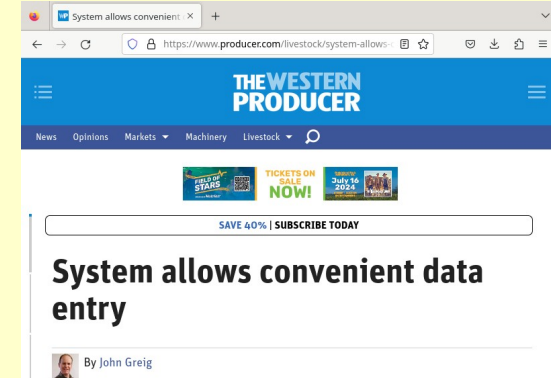 System allows convenient
https://www.producer.com/livestock/system-allows-
THE WESTERN
PRODUCER
News Opinions Markets Machinery Livestock
FIELD OF
STARS
TICKETS ON
SALE
NOW!
July 16
2024
SAVE 40% | SUBSCRIBE TODAY
System allows convenient data
entry
By John Greig